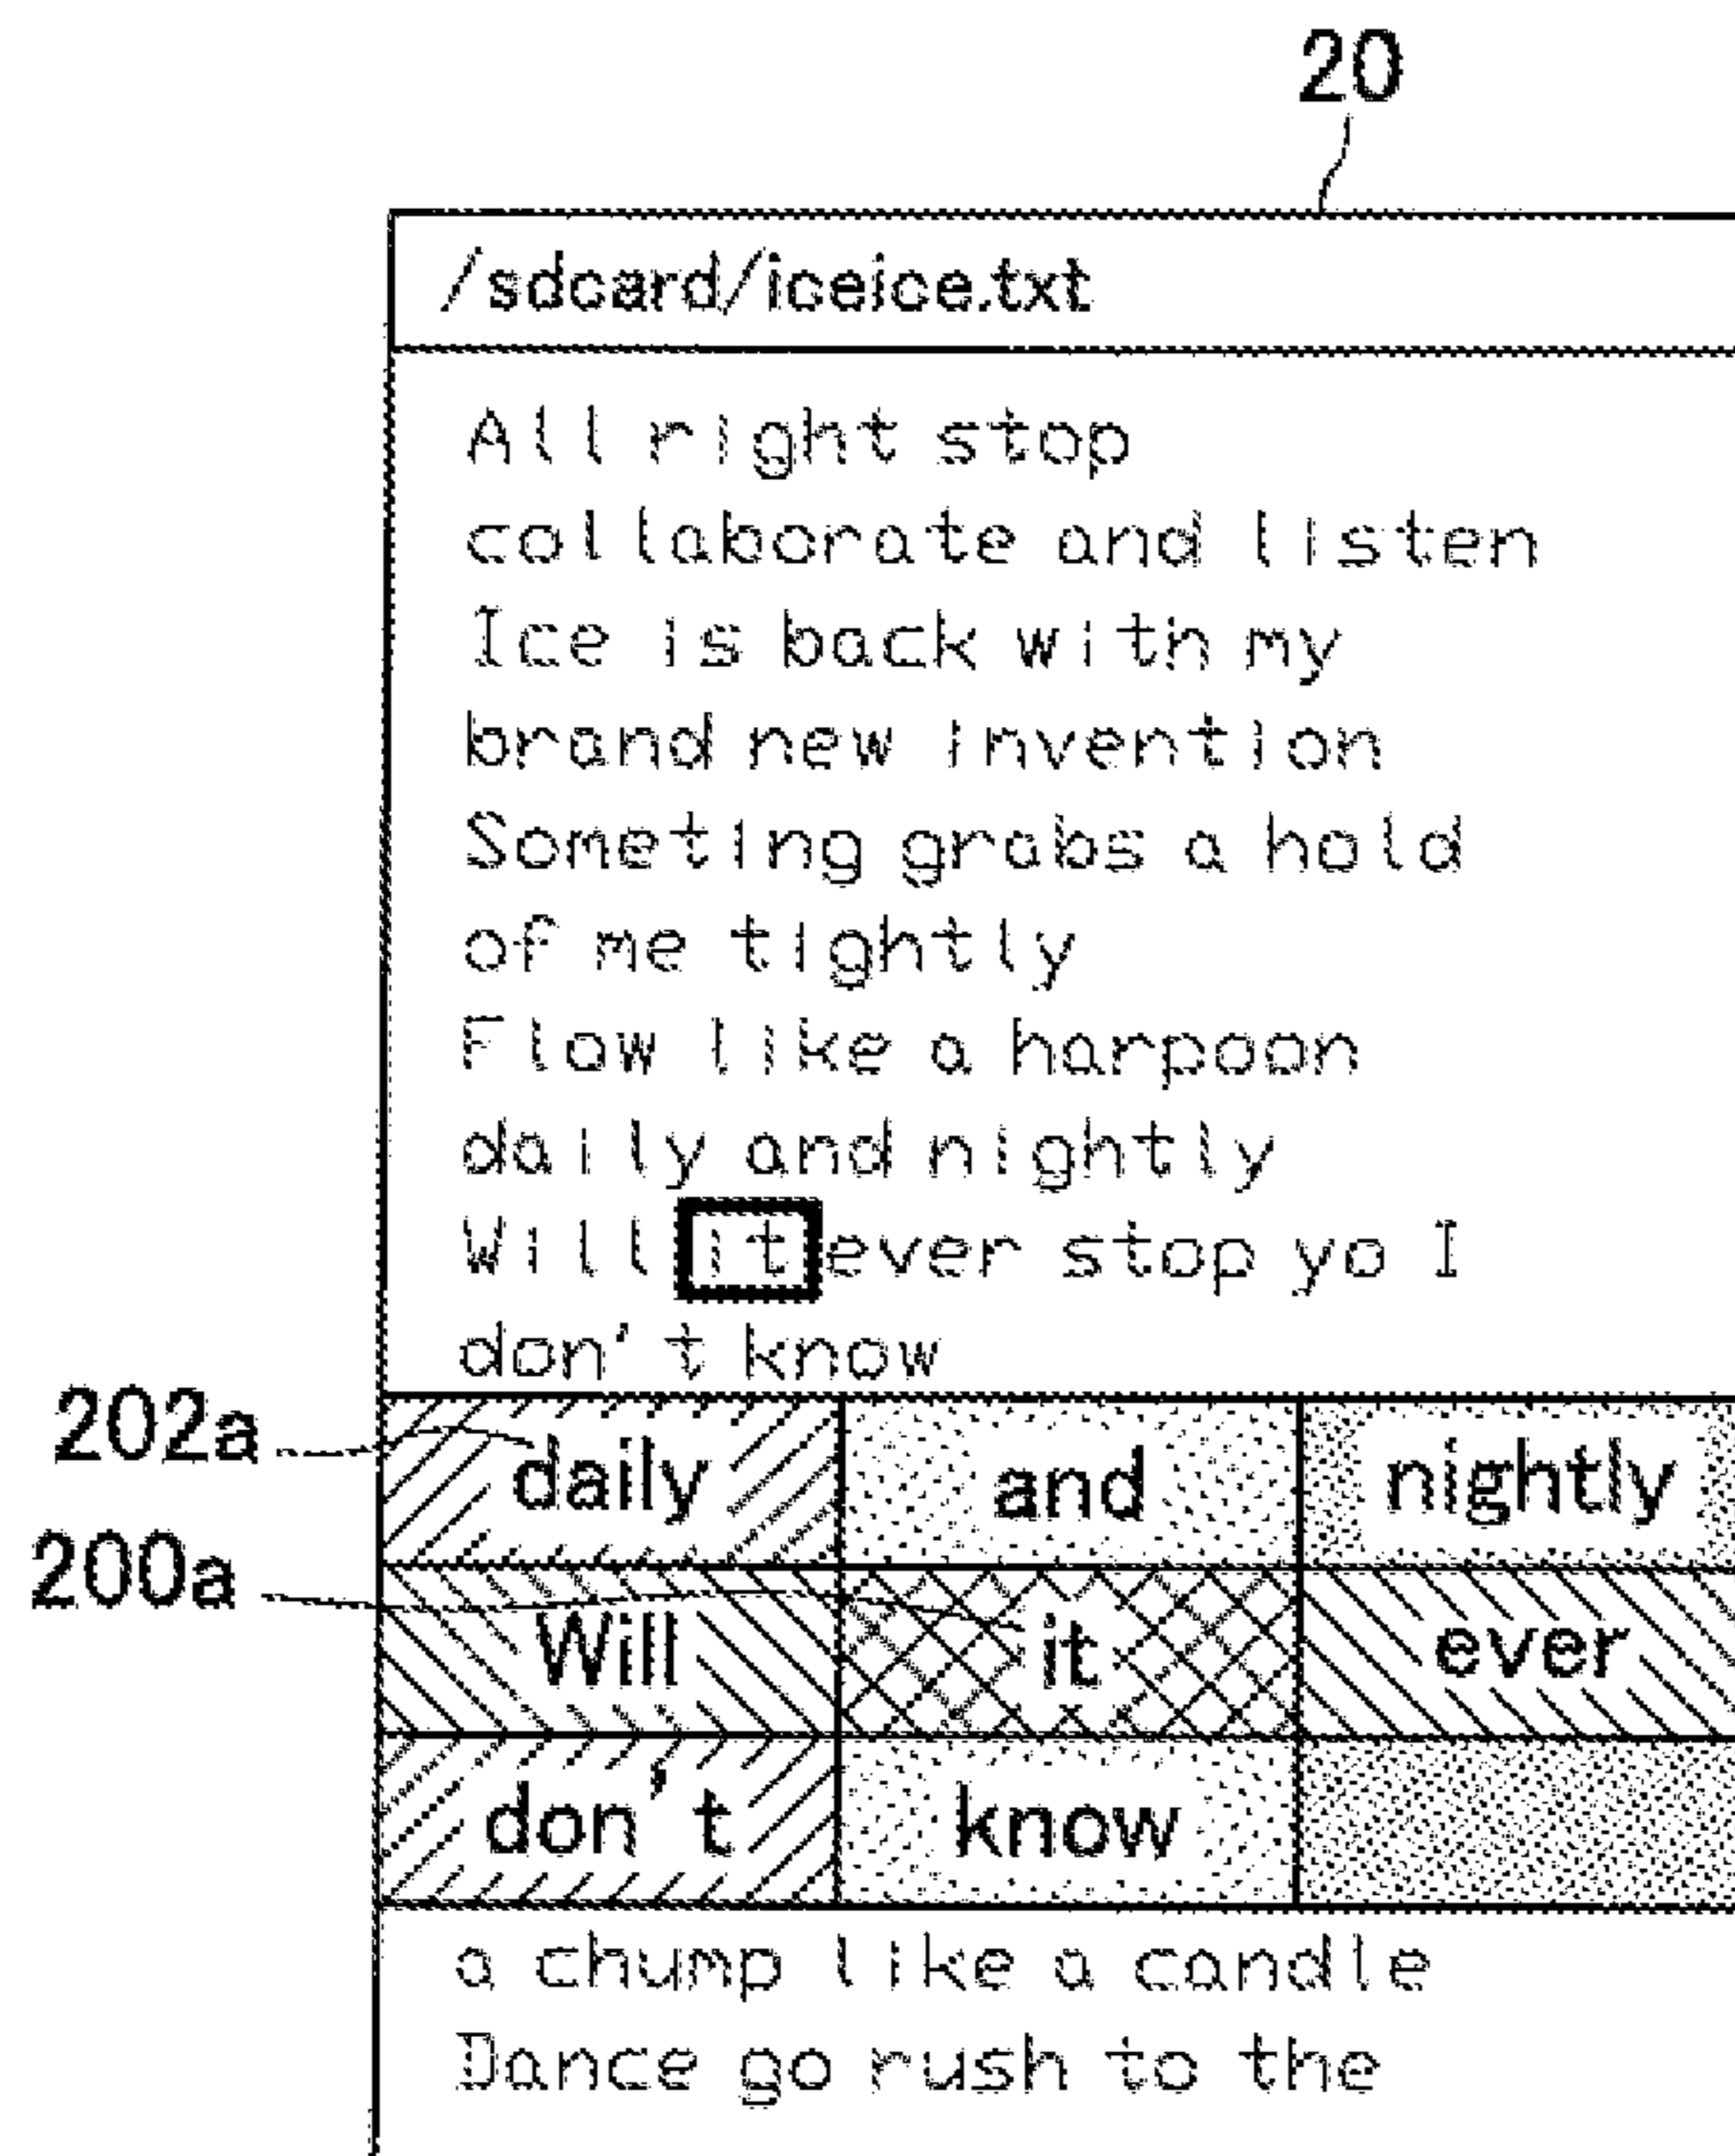 20
/sdcard/iceice.txt
All right stop
collaborate and listen
Ice is back with my
brand new invention
Someting grabs a hold
of me tightly
Flow like a harpoon
daily and nightly
Will it ever stop yo I
don't know
202a
daily and nightly
200a
Will it ever
don't know
a chump like a candle
Dance go rush to the